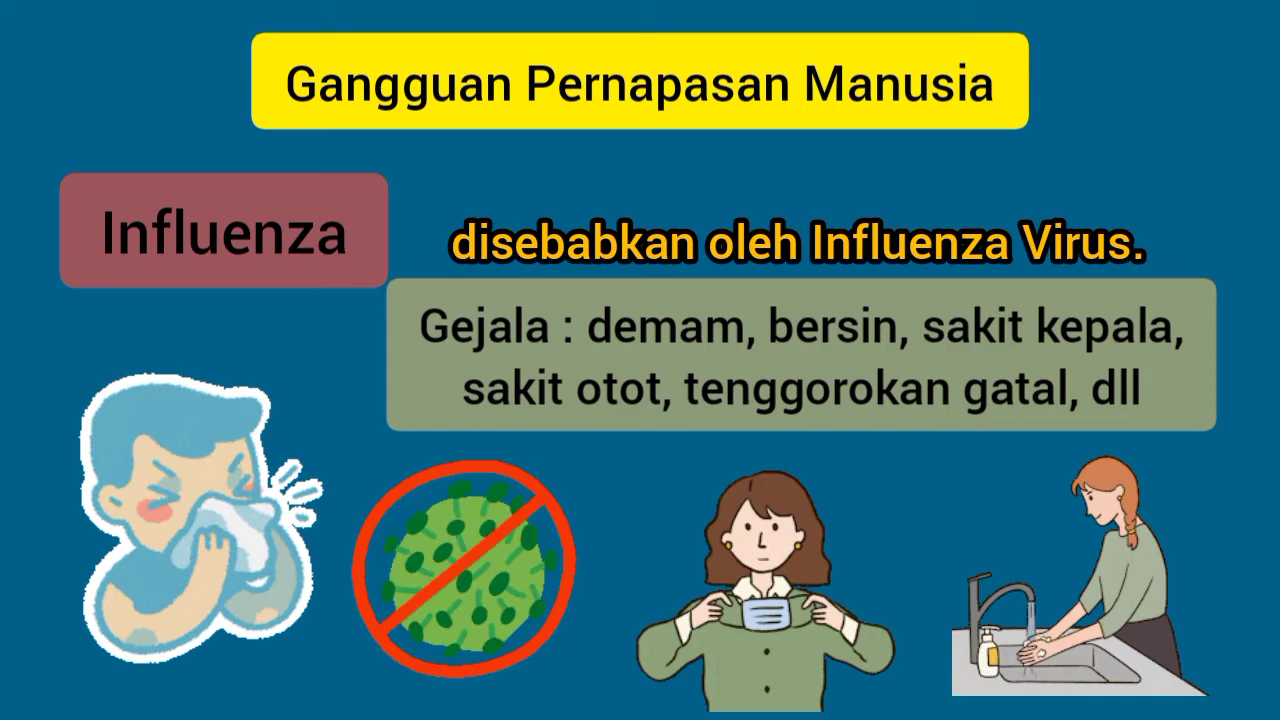 Gangguan Pernapasan Manusia
Influenza
disebabkan oleh Influenza Virus.
Gejala : demam, bersin, sakit kepala,
sakit otot, tenggorokan gatal, dll